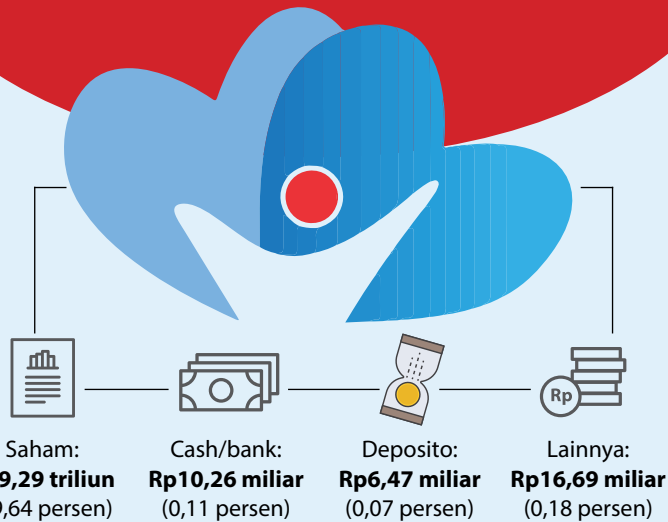 Rp
Saham:
9,29 triliun
9,64 persen)
Cash/bank:
Rp10,26 miliar
(0,11 persen)
Deposito:
Rp6,47 miliar
(0,07 persen)
Lainnya:
Rp16,69 miliar
(0,18 persen)